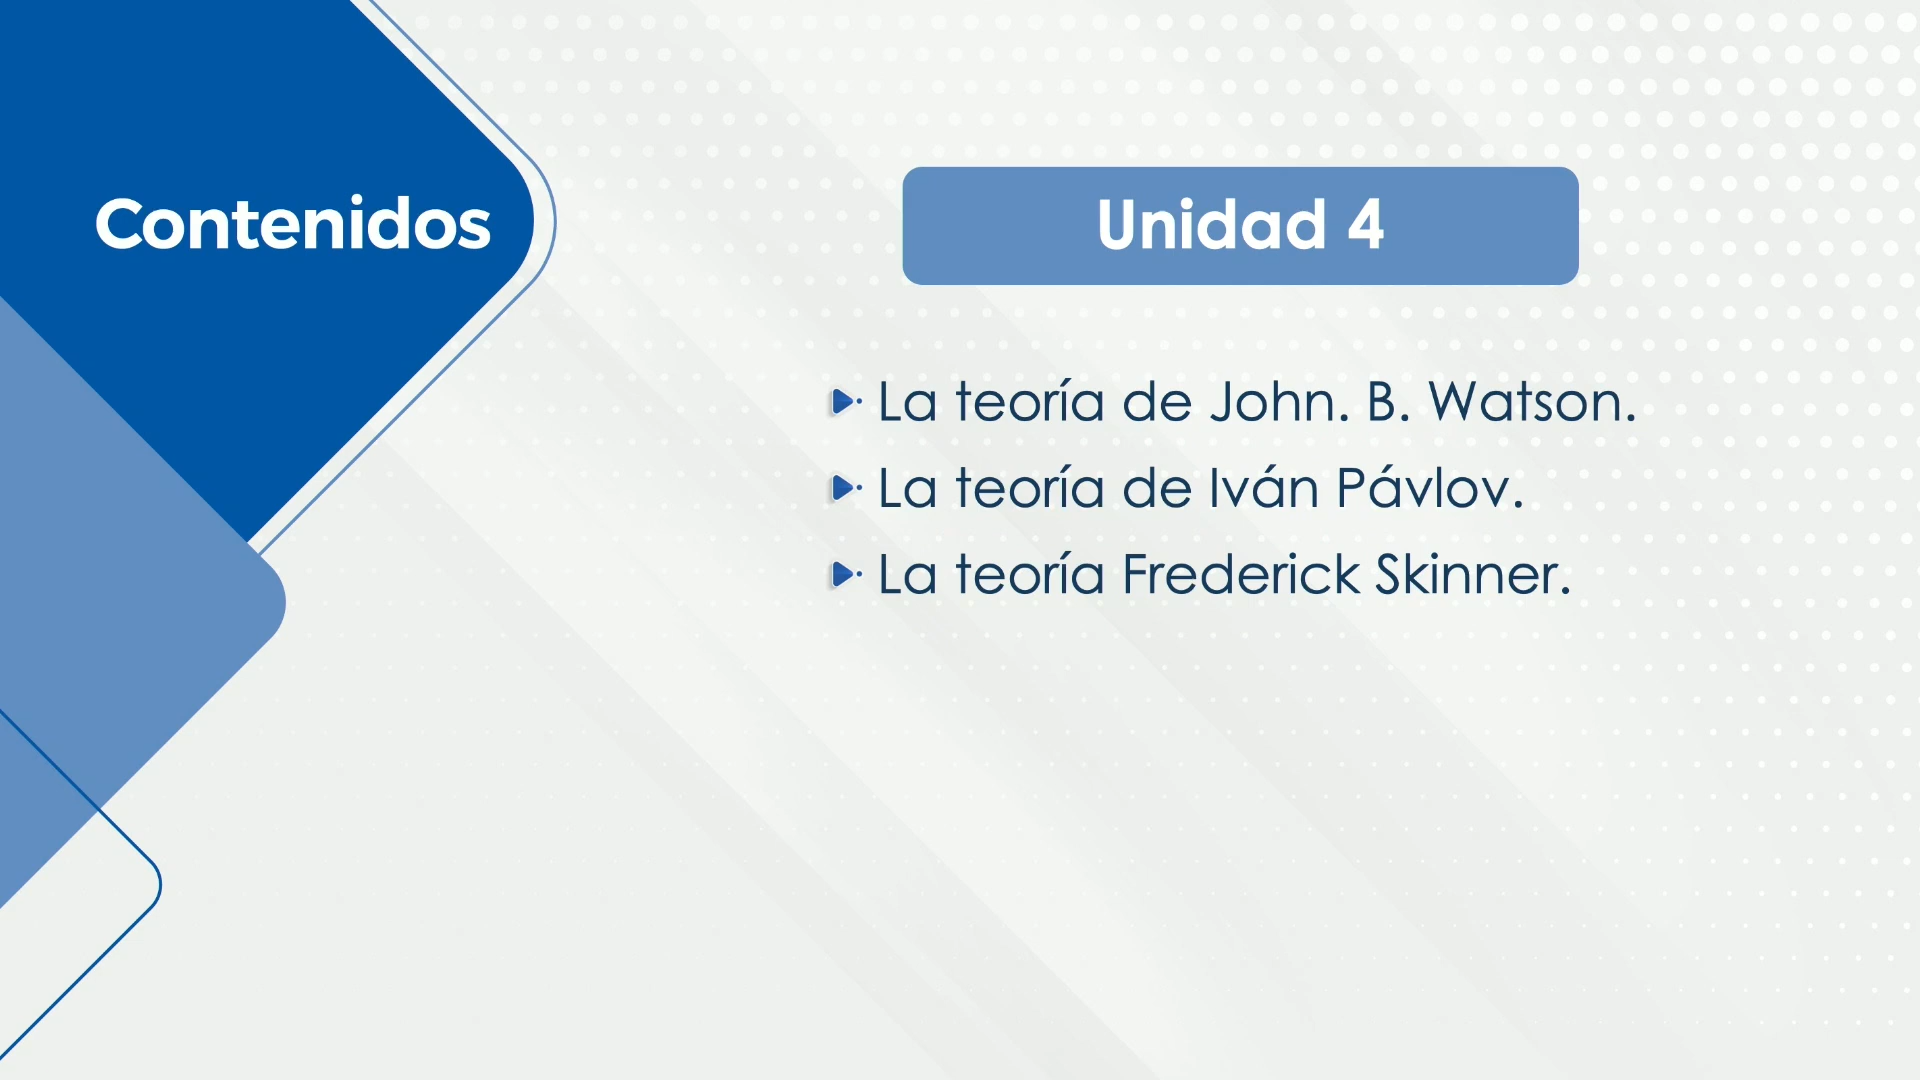 Contenidos
Unidad 4
La teoría de John. B. Watson.
La teoría de Iván Pávlov.
La teoría Frederick Skinner.